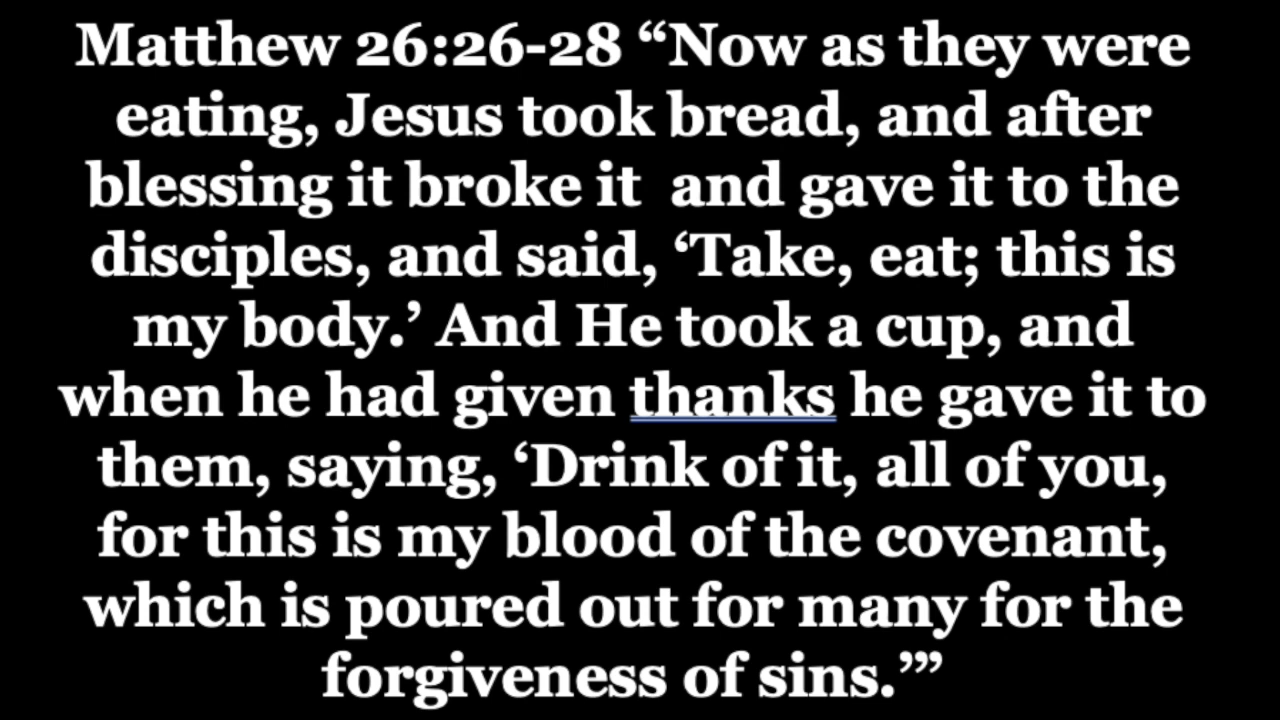 Matthew 26:26-28 “Now as they were
eating, Jesus took bread, and after
blessing it broke it  and gave it to the
disciples, and said, ‘Take, eat; this is
my body.’ And He took a cup, and
when he had given thanks he gave it to
them, saying, ‘Drink of it, all of you,
for this is my blood of the covenant,
which is poured out for many for the
forgiveness of sins.’”